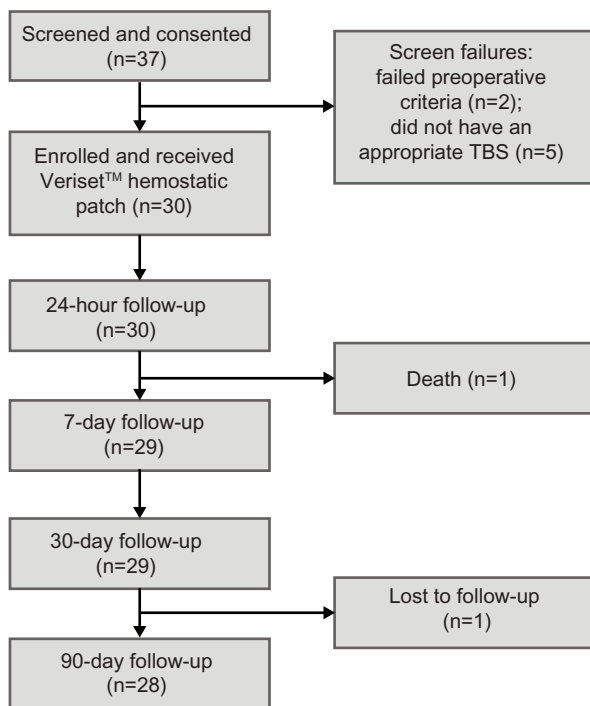 Screened and consented
(n=37)
Screen failures:
failed preoperative
criteria (n=2);
did not have an
appropriate TBS (n=5)
Enrolled and received
Veriset™ hemostatic
patch (n=30)
24-hour follow-up
(n=30)
Death (n=1)
7-day follow-up
(n=29)
30-day follow-up
(n=29)
Lost to follow-up
(n=1)
90-day follow-up
(n=28)